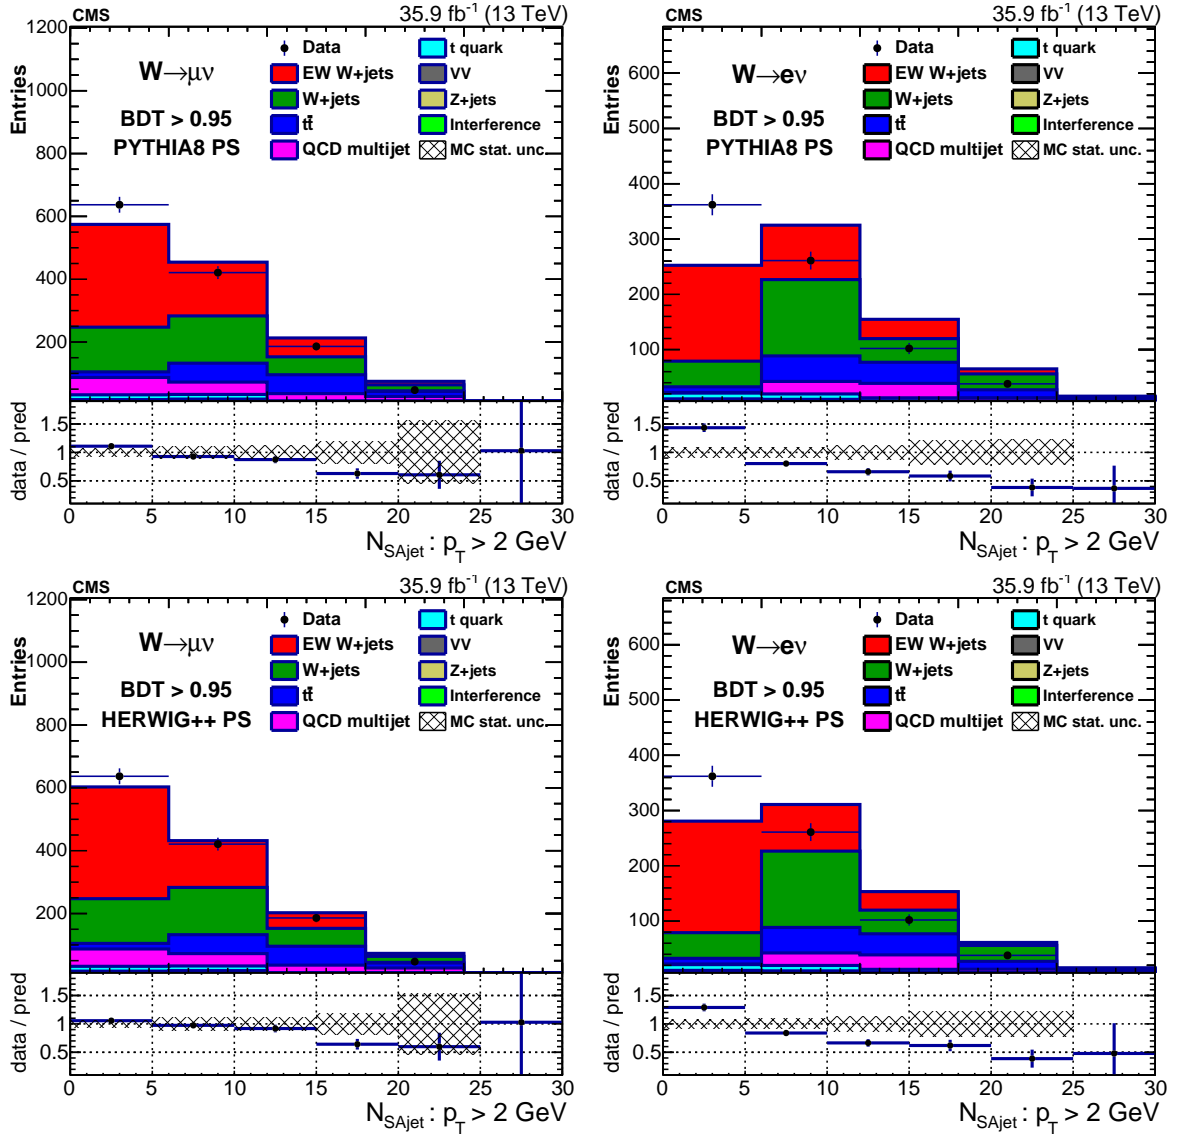 CMS 35.9 fb⁻¹ (13 TeV)
Entries
1200
1000
800
600
400
200
W→μν
BDT > 0.95
PYTHIA8 PS
Data
EW W+jets
W+jets
tt̄
QCD multijet
t quark
VV
Z+jets
Interference
MC stat. unc.
data / pred
1.5
1
0.5
0 5 10 15 20 25 30
N_SAjet : p_T > 2 GeV
CMS 35.9 fb⁻¹ (13 TeV)
Entries
600
500
400
300
200
100
W→eν
BDT > 0.95
PYTHIA8 PS
Data
EW W+jets
W+jets
tt̄
QCD multijet
t quark
VV
Z+jets
Interference
MC stat. unc.
data / pred
1.5
1
0.5
0 5 10 15 20 25 30
N_SAjet : p_T > 2 GeV
CMS 35.9 fb⁻¹ (13 TeV)
Entries
1200
1000
800
600
400
200
W→μν
BDT > 0.95
HERWIG++ PS
Data
EW W+jets
W+jets
tt̄
QCD multijet
t quark
VV
Z+jets
Interference
MC stat. unc.
data / pred
1.5
1
0.5
0 5 10 15 20 25 30
N_SAjet : p_T > 2 GeV
CMS 35.9 fb⁻¹ (13 TeV)
Entries
600
500
400
300
200
100
W→eν
BDT > 0.95
HERWIG++ PS
Data
EW W+jets
W+jets
tt̄
QCD multijet
t quark
VV
Z+jets
Interference
MC stat. unc.
data / pred
1.5
1
0.5
0 5 10 15 20 25 30
N_SAjet : p_T > 2 GeV